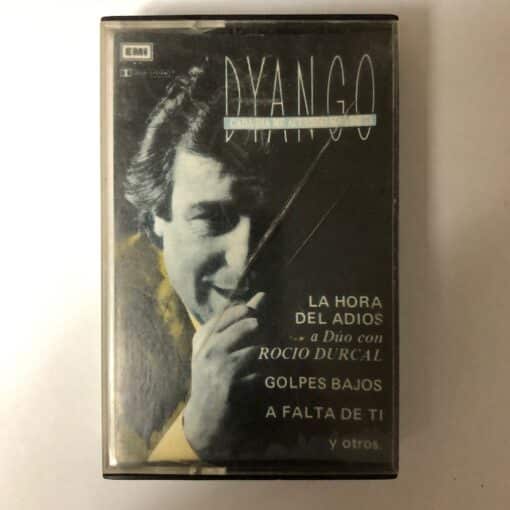 EMI
DYANGO
LA HORA
DEL ADIOS
a Dúo con
ROCIO DURCAL
GOLPES BAJOS
A FALTA DE TI
y otros.